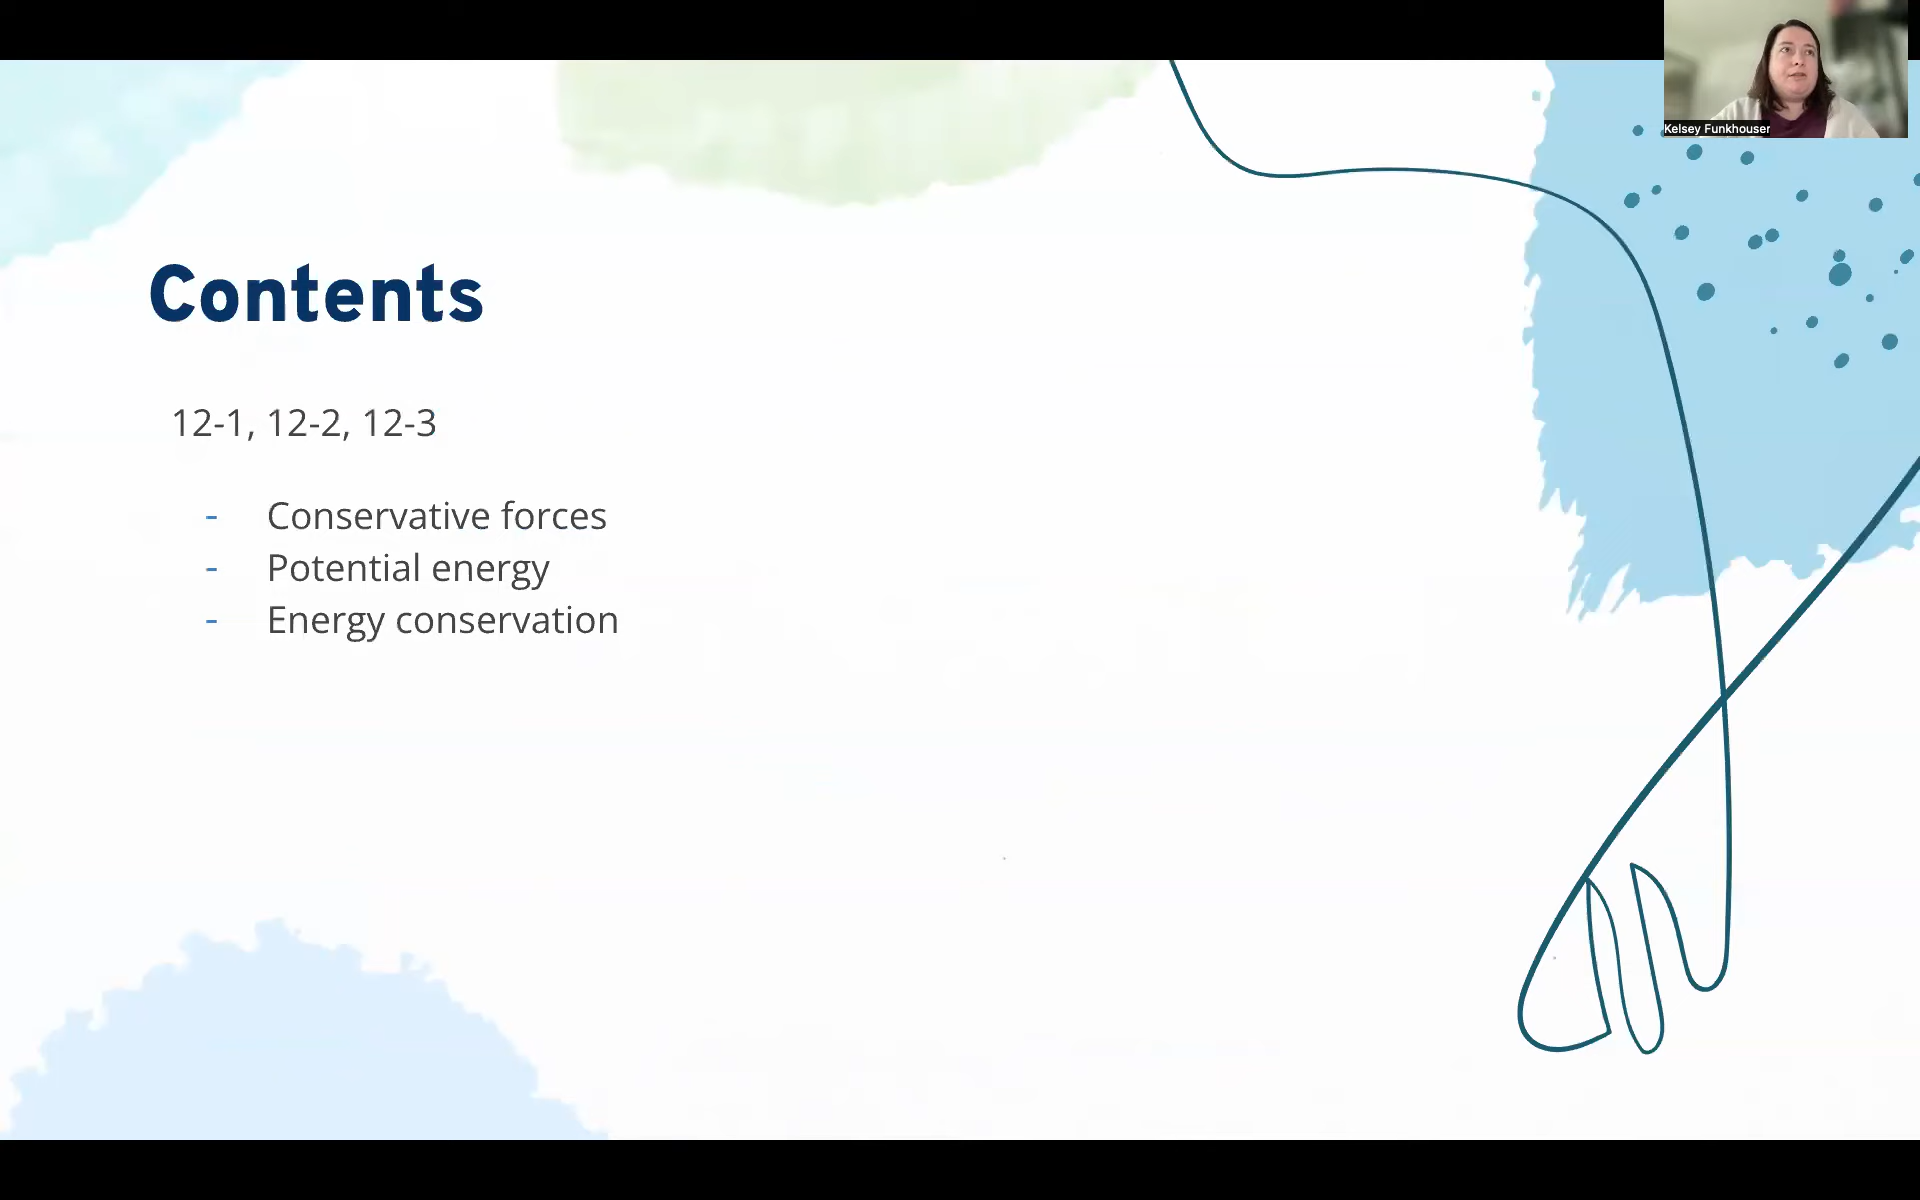 Kelsey Funkhouser
Contents
12-1, 12-2, 12-3
- Conservative forces
- Potential energy
- Energy conservation